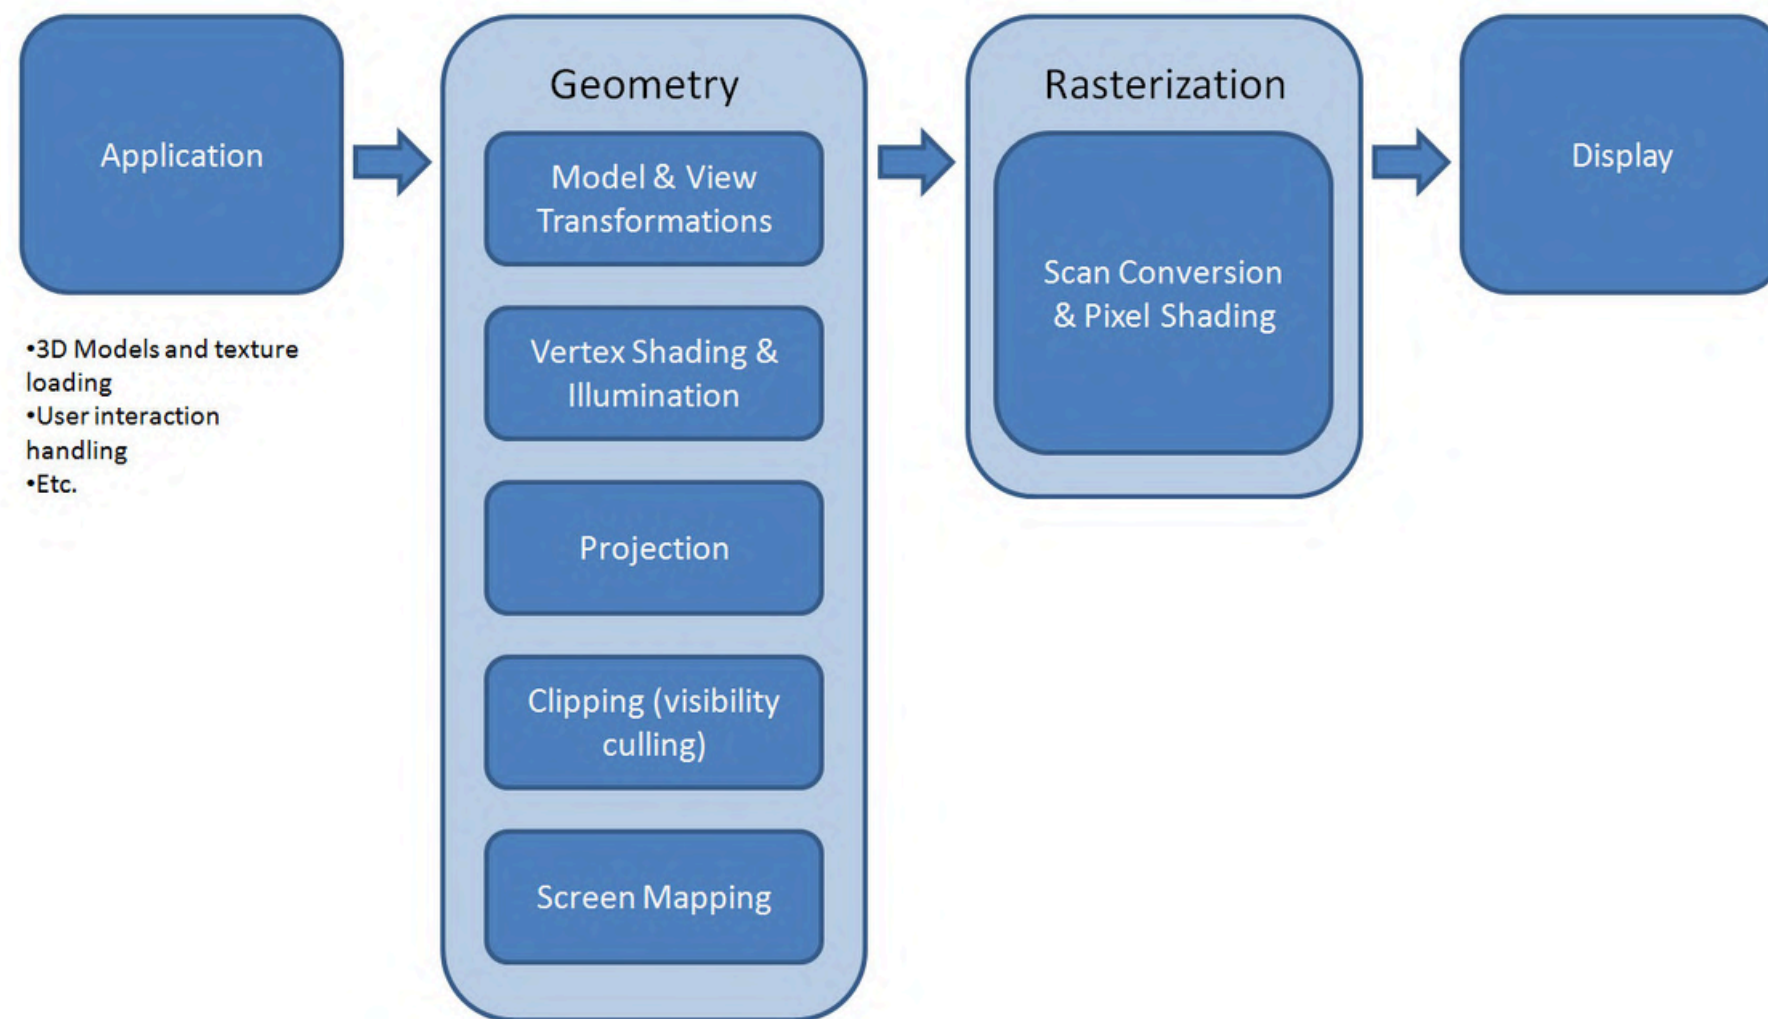 Application
•3D Models and texture
loading
•User interaction
handling
•Etc.
Geometry
Model & View
Transformations
Vertex Shading &
Illumination
Projection
Clipping (visibility
culling)
Screen Mapping
Rasterization
Scan Conversion
& Pixel Shading
Display